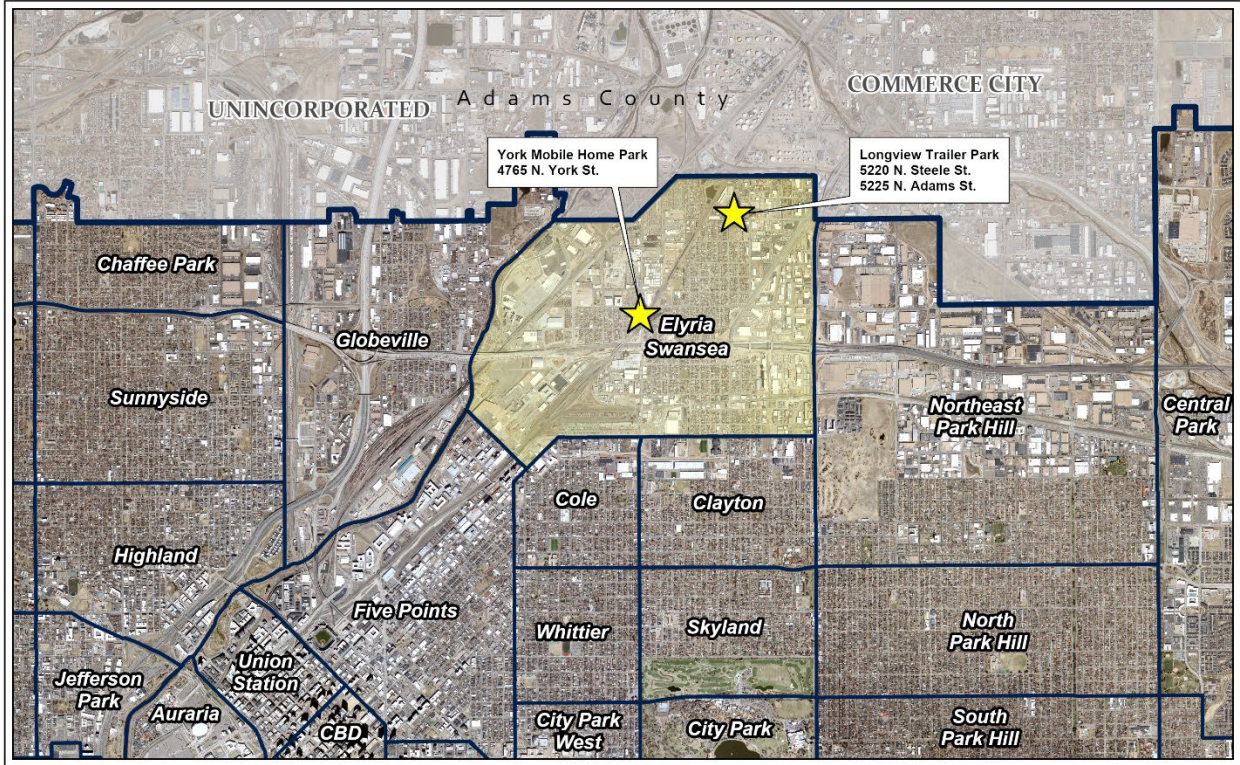 UNINCORPORATED
Adams County
COMMERCE CITY
York Mobile Home Park
4765 N. York St.
Longview Trailer Park
5220 N. Steele St.
5225 N. Adams St.
Chaffee Park
Globeville
Elyria
Swansea
Sunnyside
Northeast
Park Hill
Central
Park
Cole
Clayton
Highland
Five Points
Whittier
Skyland
North
Park Hill
Union
Station
Jefferson
Park
Auraria
CBD
City Park
West
City Park
South
Park Hill